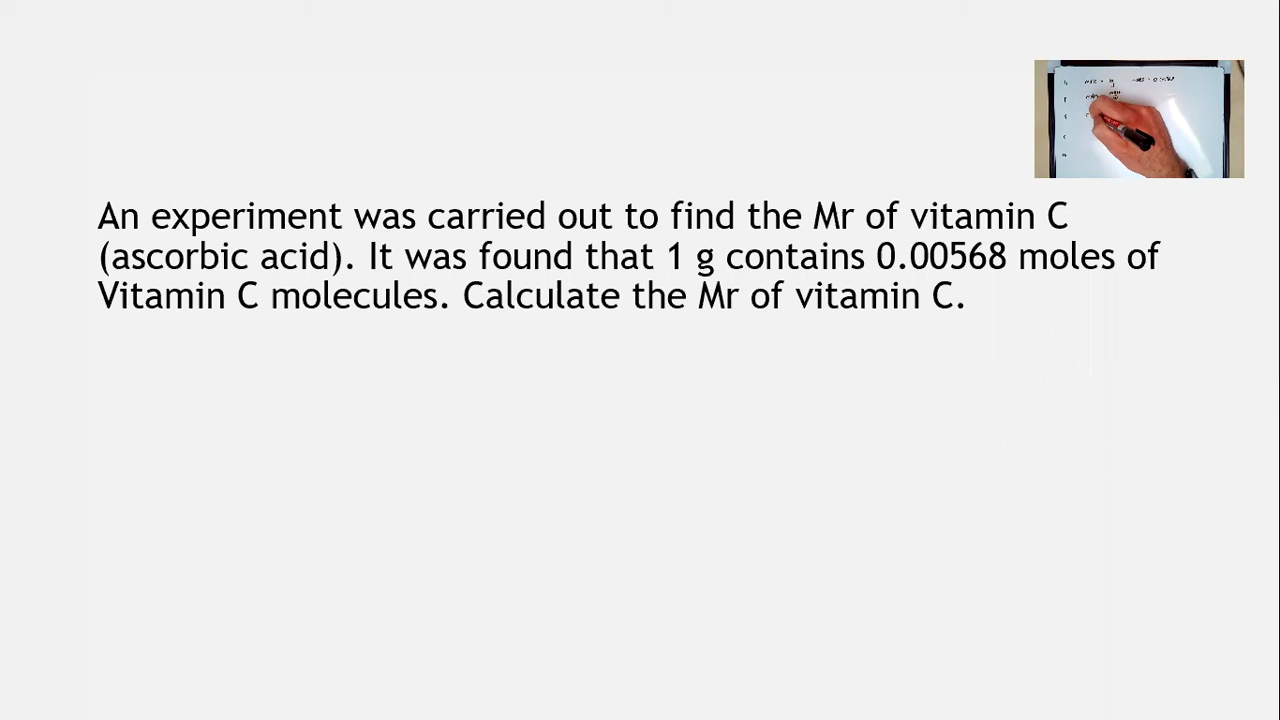 An experiment was carried out to find the Mr of vitamin C
(ascorbic acid). It was found that 1 g contains 0.00568 moles of
Vitamin C molecules. Calculate the Mr of vitamin C.